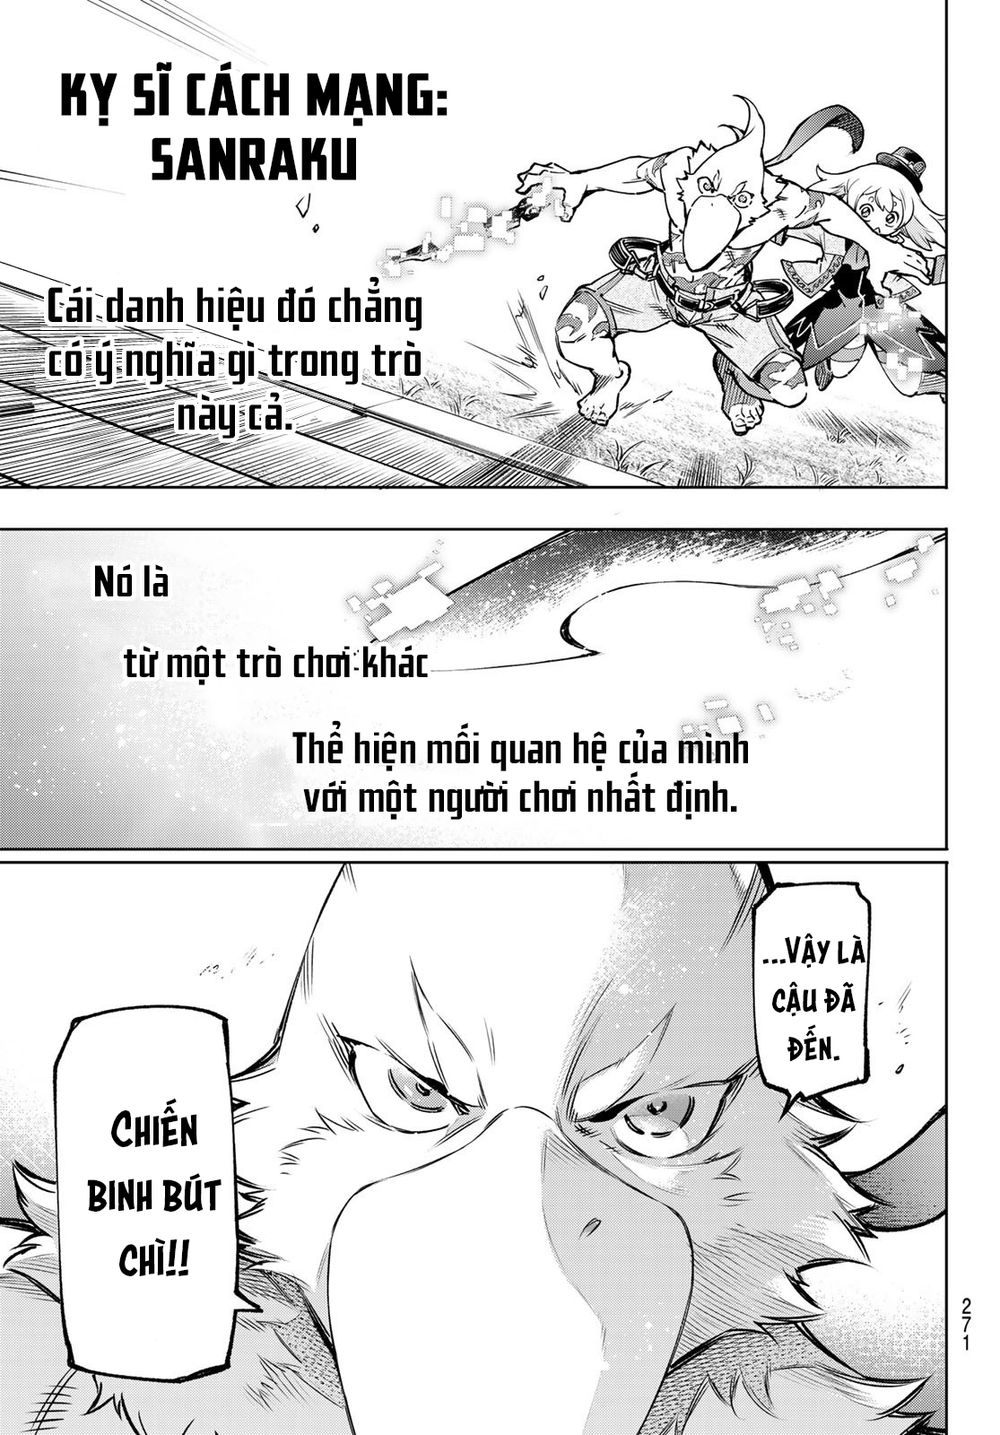 KỴ SĨ CÁCH MẠNG:
SANRAKU
Cái danh hiệu đó chẳng
có ý nghĩa gì trong trò
này cả.
Nó là
từ một trò chơi khác
Thể hiện mối quan hệ của mình
với một người chơi nhất định.
...VẬY LÀ
CẬU ĐÃ
ĐẾN.
CHIẾN
BINH BÚT
CHÌ!!
271